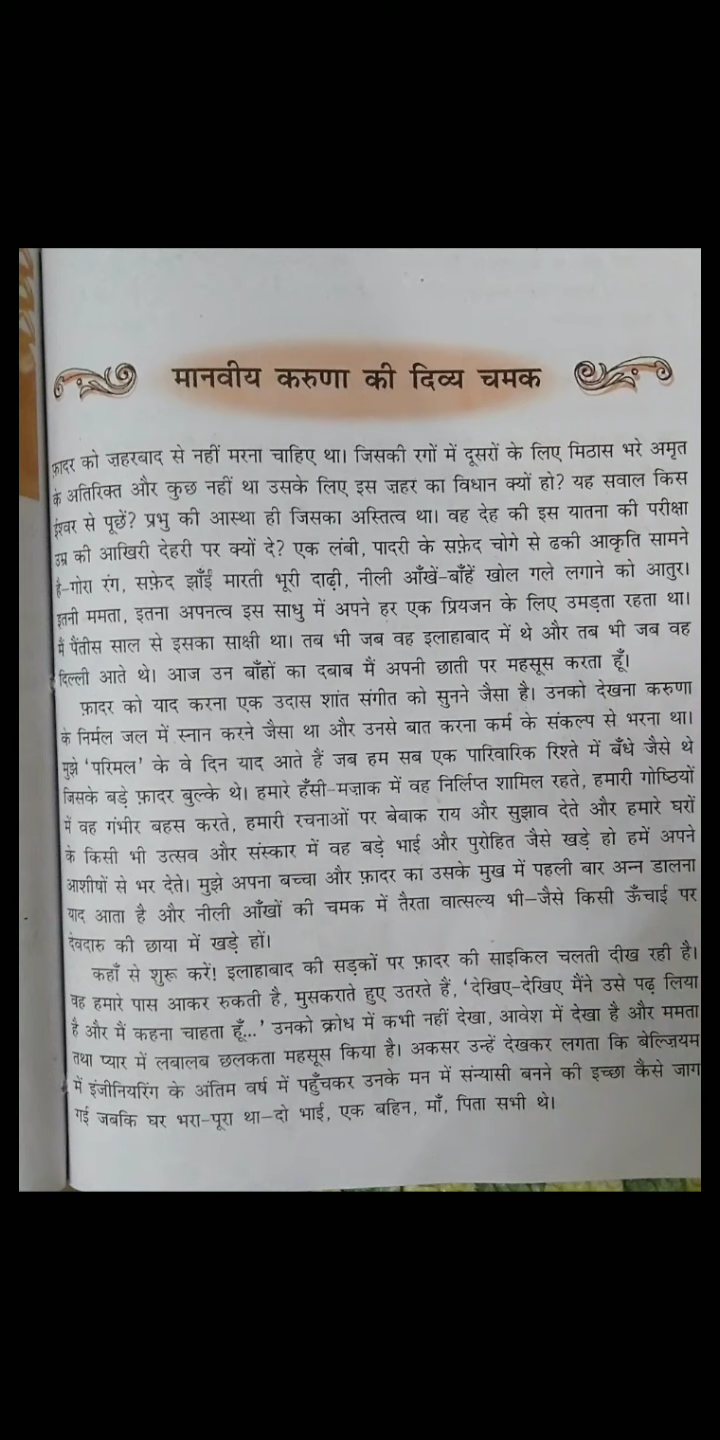 मानवीय करुणा की दिव्य चमक
फ़ादर को ज़हरबाद से नहीं मरना चाहिए था। जिसकी रगों में दूसरों के लिए मिठास भरे अमृत
के अतिरिक्त और कुछ नहीं था उसके लिए इस ज़हर का विधान क्यों हो? यह सवाल किस
ईश्वर से पूछें? प्रभु की आस्था ही जिसका अस्तित्व था। वह देह की इस यातना की परीक्षा
उम्र की आखिरी देहरी पर क्यों दे? एक लंबी, पादरी के सफ़ेद चोगे से ढकी आकृति सामने
है–गोरा रंग, सफ़ेद झाँई मारती भूरी दाढ़ी, नीली आँखें–बाँहें खोल गले लगाने को आतुर।
इतनी ममता, इतना अपनत्व इस साधु में अपने हर एक प्रियजन के लिए उमड़ता रहता था।
मैं पैंतीस साल से इसका साक्षी था। तब भी जब वह इलाहाबाद में थे और तब भी जब वह
दिल्ली आते थे। आज उन बाँहों का दबाब मैं अपनी छाती पर महसूस करता हूँ।
फ़ादर को याद करना एक उदास शांत संगीत को सुनने जैसा है। उनको देखना करुणा
के निर्मल जल में स्नान करने जैसा था और उनसे बात करना कर्म के संकल्प से भरना था।
मुझे 'परिमल' के वे दिन याद आते हैं जब हम सब एक पारिवारिक रिश्ते में बँधे जैसे थे
जिसके बड़े फ़ादर बुल्के थे। हमारे हँसी-मज़ाक में वह निर्लिप्त शामिल रहते, हमारी गोष्ठियों
में वह गंभीर बहस करते, हमारी रचनाओं पर बेबाक राय और सुझाव देते और हमारे घरों
के किसी भी उत्सव और संस्कार में वह बड़े भाई और पुरोहित जैसे खड़े हो हमें अपने
आशीषों से भर देते। मुझे अपना बच्चा और फ़ादर का उसके मुख में पहली बार अन्न डालना
याद आता है और नीली आँखों की चमक में तैरता वात्सल्य भी–जैसे किसी ऊँचाई पर
देवदारु की छाया में खड़े हों।
कहाँ से शुरू करें! इलाहाबाद की सड़कों पर फ़ादर की साइकिल चलती दीख रही है।
वह हमारे पास आकर रुकती है, मुसकराते हुए उतरते हैं, 'देखिए-देखिए मैंने उसे पढ़ लिया
है और मैं कहना चाहता हूँ...' उनको क्रोध में कभी नहीं देखा, आवेश में देखा है और ममता
तथा प्यार में लबालब छलकता महसूस किया है। अकसर उन्हें देखकर लगता कि बेल्जियम
में इंजीनियरिंग के अंतिम वर्ष में पहुँचकर उनके मन में संन्यासी बनने की इच्छा कैसे जाग
गई जबकि घर भरा-पूरा था–दो भाई, एक बहिन, माँ, पिता सभी थे।